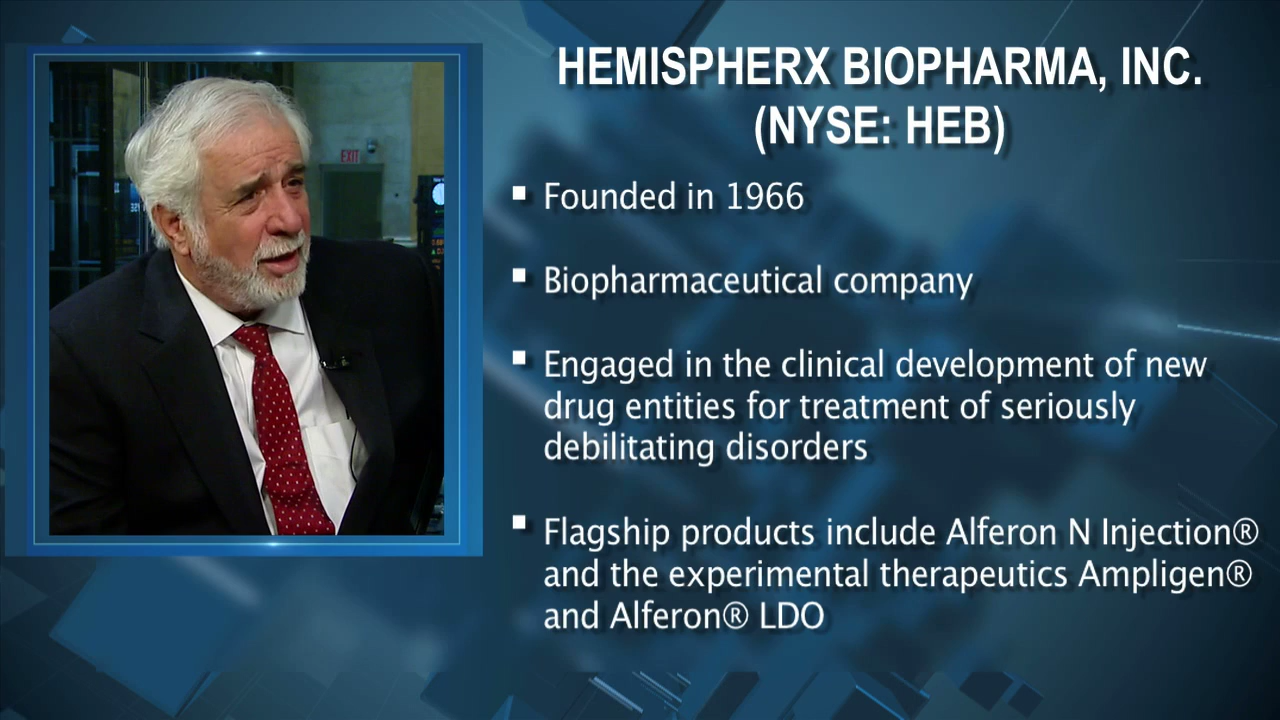 HEMISPHERX BIOPHARMA, INC.
(NYSE: HEB)
Founded in 1966
Biopharmaceutical company
Engaged in the clinical development of new
drug entities for treatment of seriously
debilitating disorders
Flagship products include Alferon N Injection®
and the experimental therapeutics Ampligen®
and Alferon® LDO
EXIT